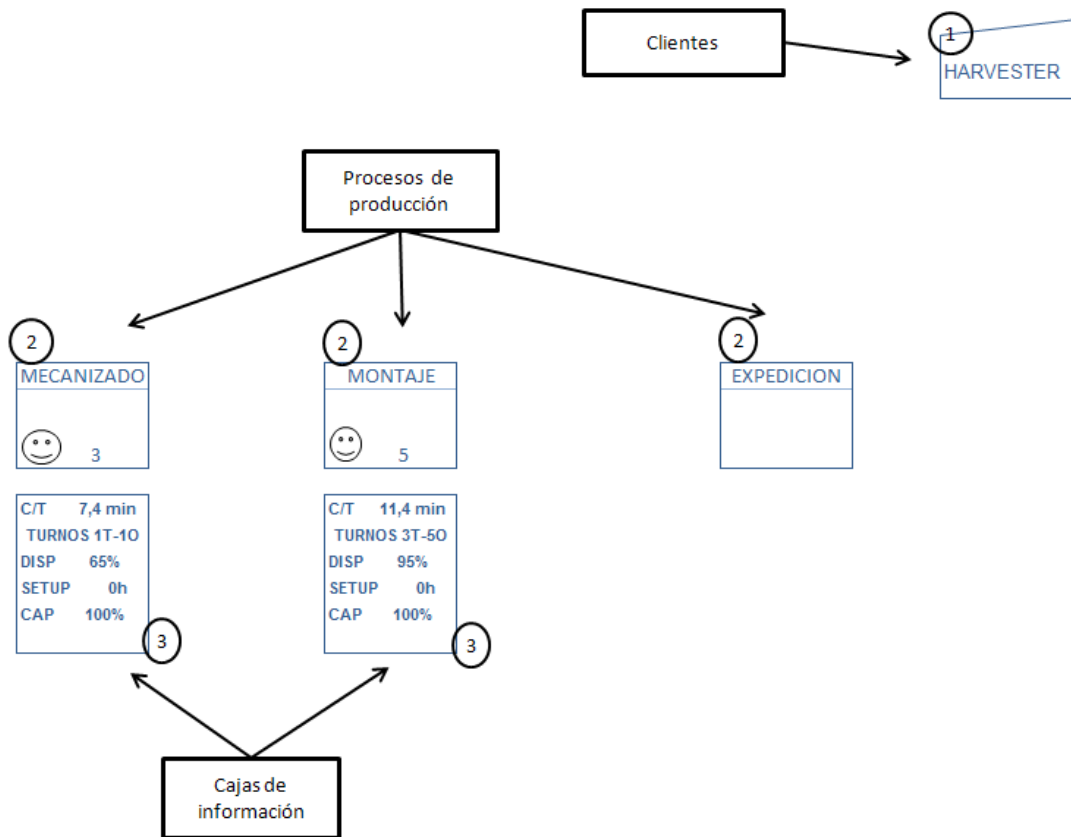 Clientes
1
HARVESTER
Procesos de
producción
2
2
2
MECANIZADO
MONTAJE
EXPEDICION
3
5
C/T 7,4 min
TURNOS 1T-1O
DISP 65%
SETUP 0h
CAP 100%
3
C/T 11,4 min
TURNOS 3T-5O
DISP 95%
SETUP 0h
CAP 100%
3
Cajas de
información